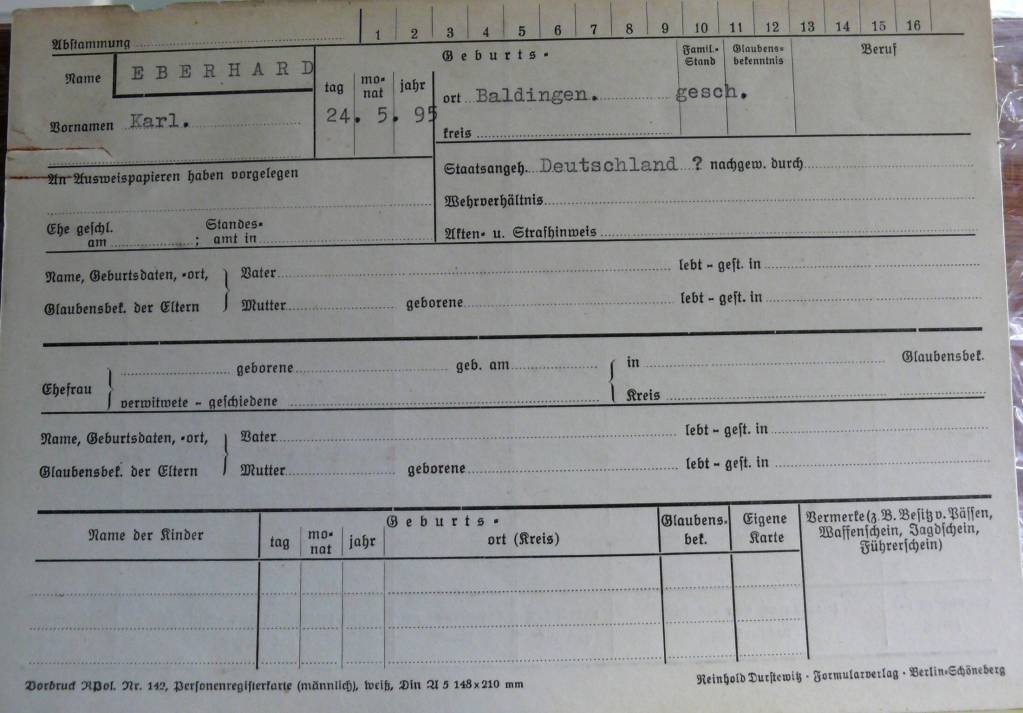 Abstammung 1 2 3 4 5 6 7 8 9 10 11 12 13 14 15 16
Name EBERHARD
tag mo-nat jahr
Geburts-
Famil.-Stand
Glaubens-bekenntnis
Beruf
Vornamen Karl.
24. 5. 95
ort Baldingen. gesch.
kreis
An Ausweispapieren haben vorgelegen
Staatsangeh. Deutschland ? nachgew. durch
Wehrverhältnis
Ehe geschl. am ; Standes-amt in
Akten- u. Strafhinweis
Name, Geburtsdaten, -ort, } Vater lebt - gest. in
Glaubensbek. der Eltern } Mutter geborene lebt - gest. in
Ehefrau } geborene geb. am { in Glaubensbek.
verwitwete - geschiedene Kreis
Name, Geburtsdaten, -ort, } Vater lebt - gest. in
Glaubensbek. der Eltern } Mutter geborene lebt - gest. in
Name der Kinder
Geburts-
tag mo-nat jahr ort (Kreis)
Glaubens-bek.
Eigene Karte
Vermerke (z. B. Besitz v. Pässen,
Waffenschein, Jagdschein,
Führerschein)
Vordruck RPol. Nr. 142, Personenregisterkarte (männlich), weiß, Din A 5 148x210 mm
Reinhold Durstewitz · Formularverlag · Berlin-Schöneberg